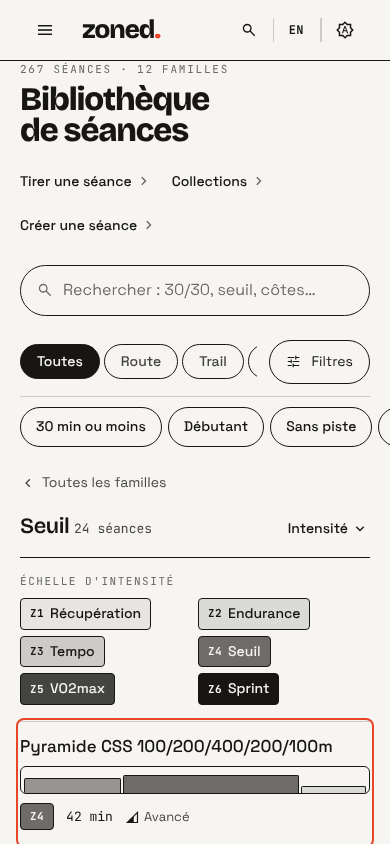 zoned.
EN
A
267 SÉANCES · 12 FAMILLES
Bibliothèque
de séances
Tirer une séance
Collections
Créer une séance
Rechercher : 30/30, seuil, côtes...
Toutes
Route
Trail
Filtres
30 min ou moins
Débutant
Sans piste
Toutes les familles
Seuil 24 séances
Intensité
ÉCHELLE D'INTENSITÉ
Z1 Récupération
Z2 Endurance
Z3 Tempo
Z4 Seuil
Z5 VO2max
Z6 Sprint
Pyramide CSS 100/200/400/200/100m
Z4 42 min Avancé